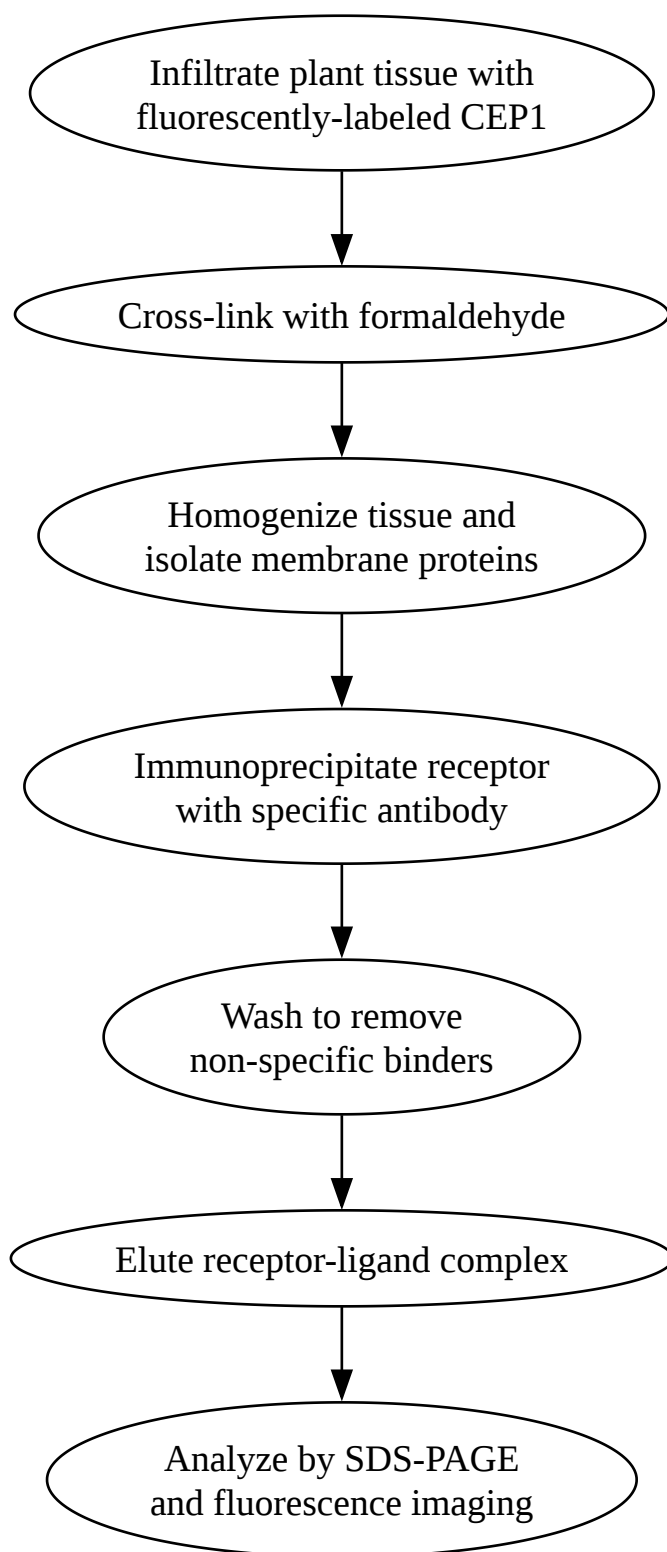 Infiltrate plant tissue with
fluorescently-labeled CEP1
Cross-link with formaldehyde
Homogenize tissue and
isolate membrane proteins
Immunoprecipitate receptor
with specific antibody
Wash to remove
non-specific binders
Elute receptor-ligand complex
Analyze by SDS-PAGE
and fluorescence imaging